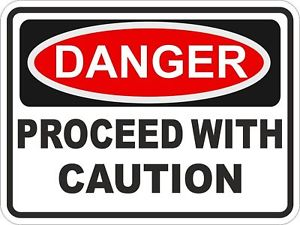 DANGER
PROCEED WITH
CAUTION